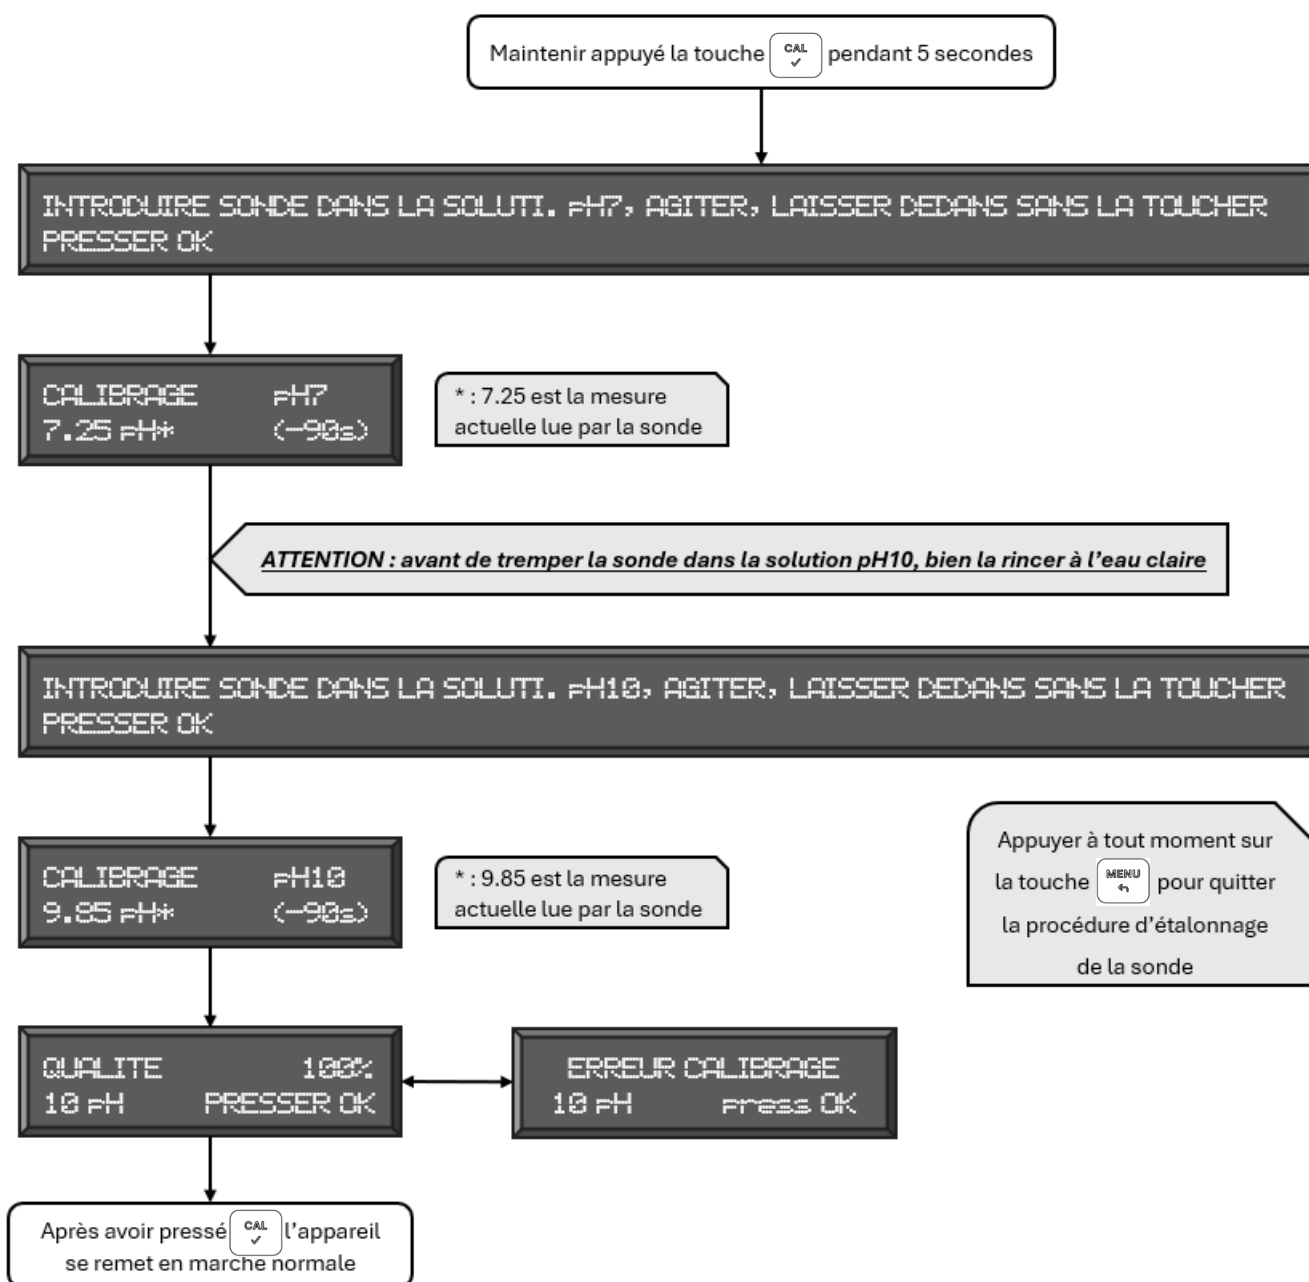 Maintenir appuyé la touche CAL ✓ pendant 5 secondes
INTRODUIRE SONDE DANS LA SOLUTI. pH7, AGITER, LAISSER DEDANS SANS LA TOUCHER
PRESSER OK
CALIBRAGE pH7
7.25 pH* (-90s)
* : 7.25 est la mesure
actuelle lue par la sonde
ATTENTION : avant de tremper la sonde dans la solution pH10, bien la rincer à l'eau claire
INTRODUIRE SONDE DANS LA SOLUTI. pH10, AGITER, LAISSER DEDANS SANS LA TOUCHER
PRESSER OK
CALIBRAGE pH10
9.85 pH* (-90s)
* : 9.85 est la mesure
actuelle lue par la sonde
Appuyer à tout moment sur
la touche MENU pour quitter
la procédure d'étalonnage
de la sonde
QUALITE 100%
10 pH PRESSER OK
ERREUR CALIBRAGE
10 pH press OK
Après avoir pressé CAL ✓ l'appareil
se remet en marche normale